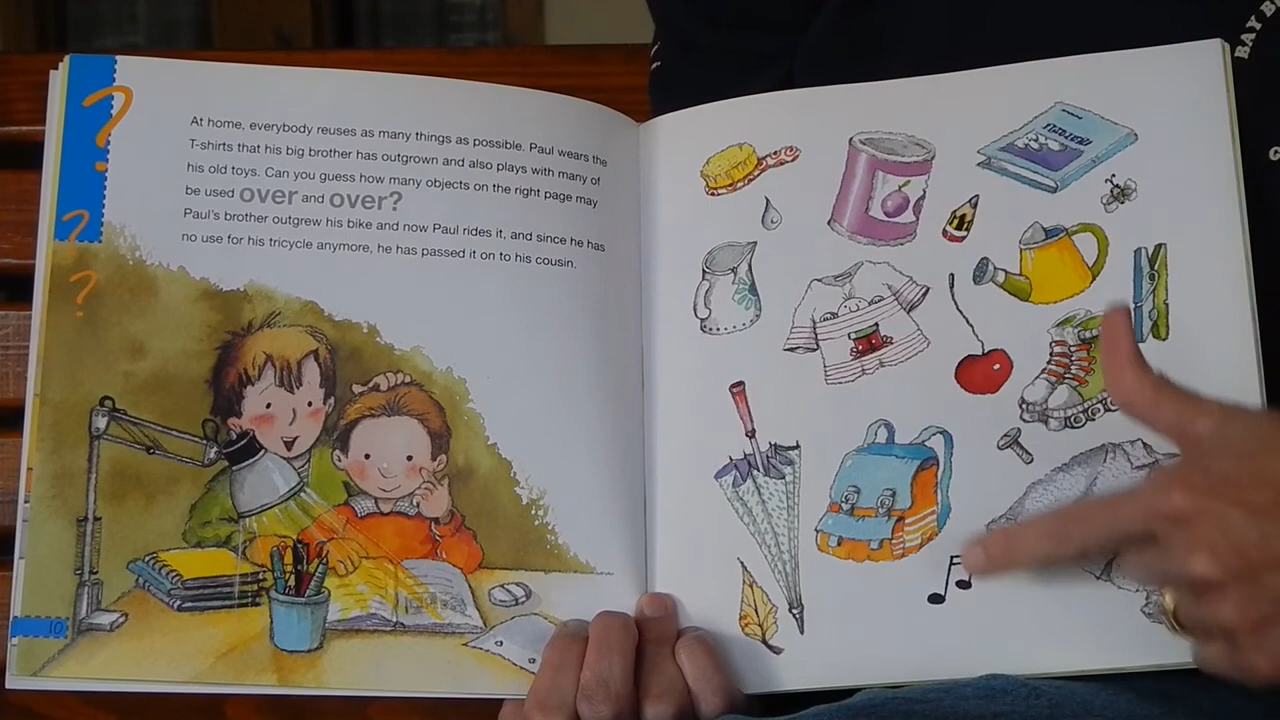 At home, everybody reuses as many things as possible. Paul wears the
T-shirts that his big brother has outgrown and also plays with many of
his old toys. Can you guess how many objects on the right page may
be used over and over?
Paul's brother outgrew his bike and now Paul rides it, and since he has
no use for his tricycle anymore, he has passed it on to his cousin.
10
? ? ?
BAY B